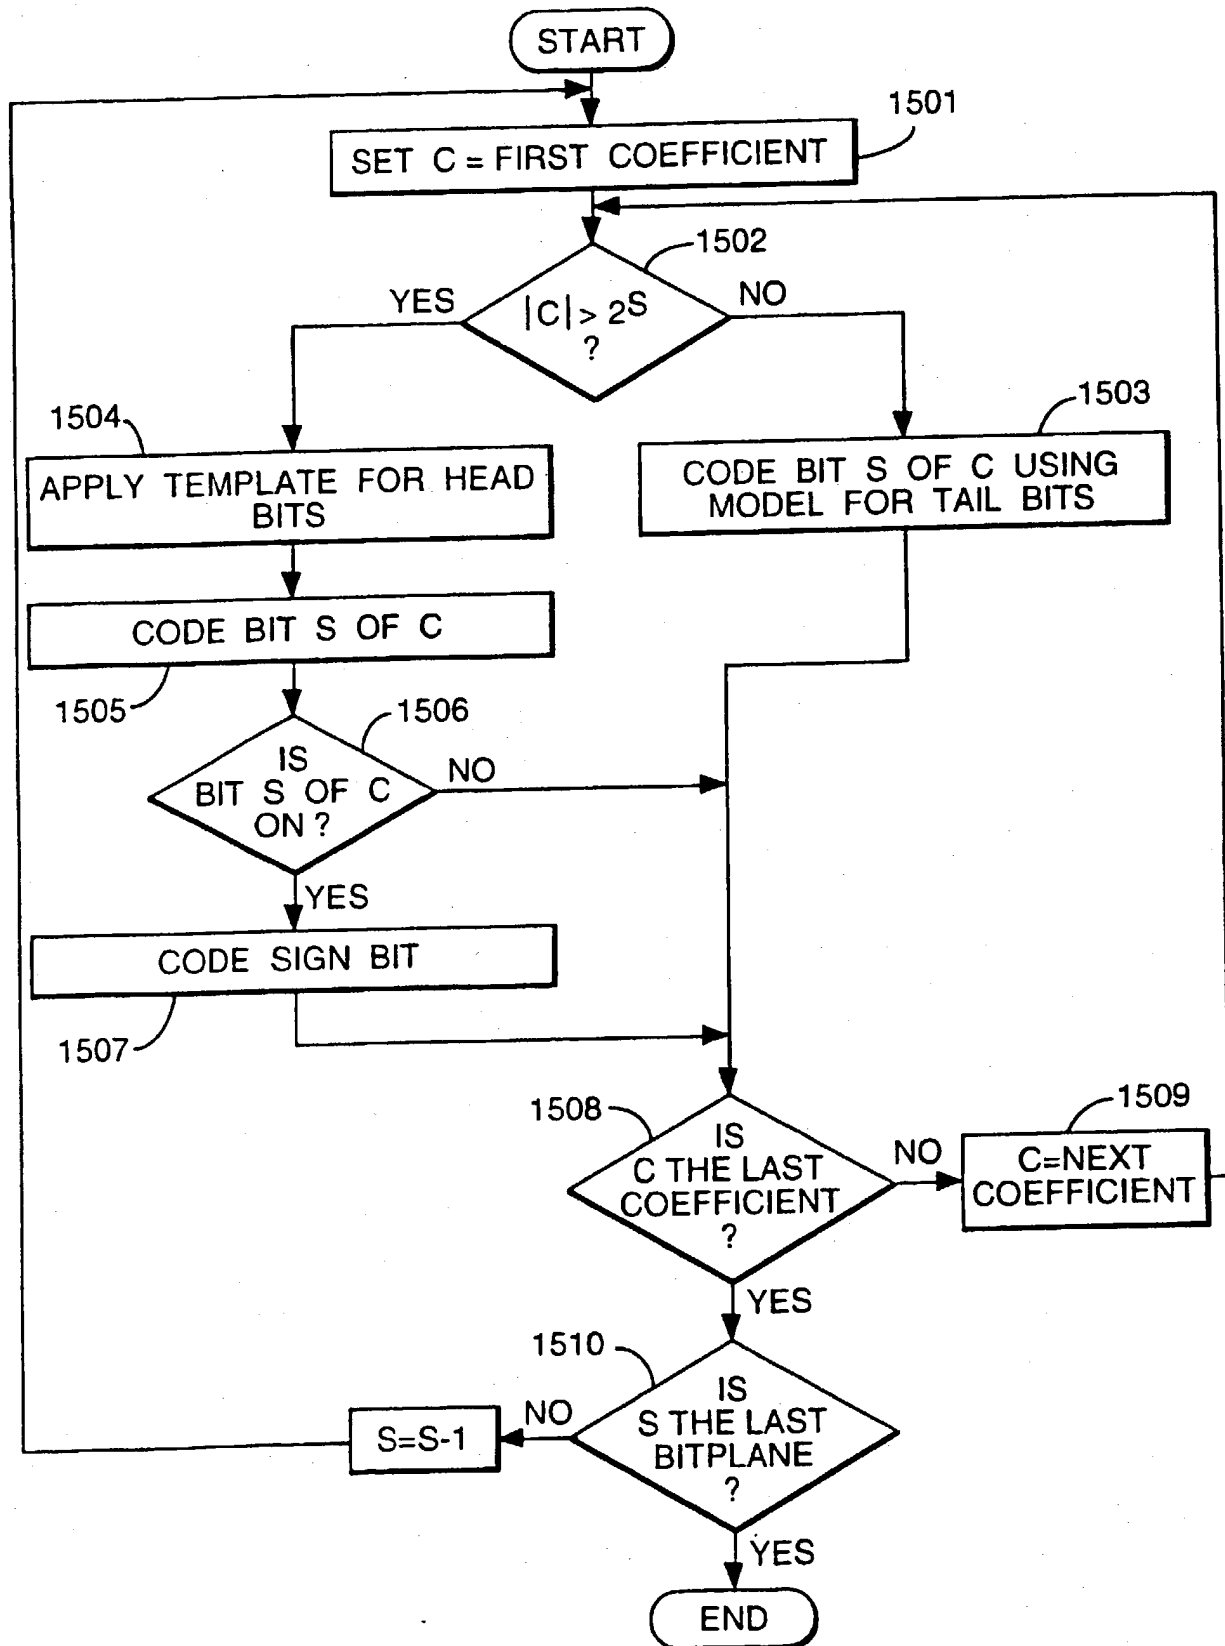 START
1501
SET C = FIRST COEFFICIENT
1502
|C| > 2S
?
YES
NO
1504
APPLY TEMPLATE FOR HEAD
BITS
1503
CODE BIT S OF C USING
MODEL FOR TAIL BITS
CODE BIT S OF C
1505
1506
IS
BIT S OF C
ON ?
NO
YES
CODE SIGN BIT
1507
1508
IS
C THE LAST
COEFFICIENT
?
NO
1509
C=NEXT
COEFFICIENT
YES
1510
IS
S THE LAST
BITPLANE
?
NO
S=S-1
YES
END